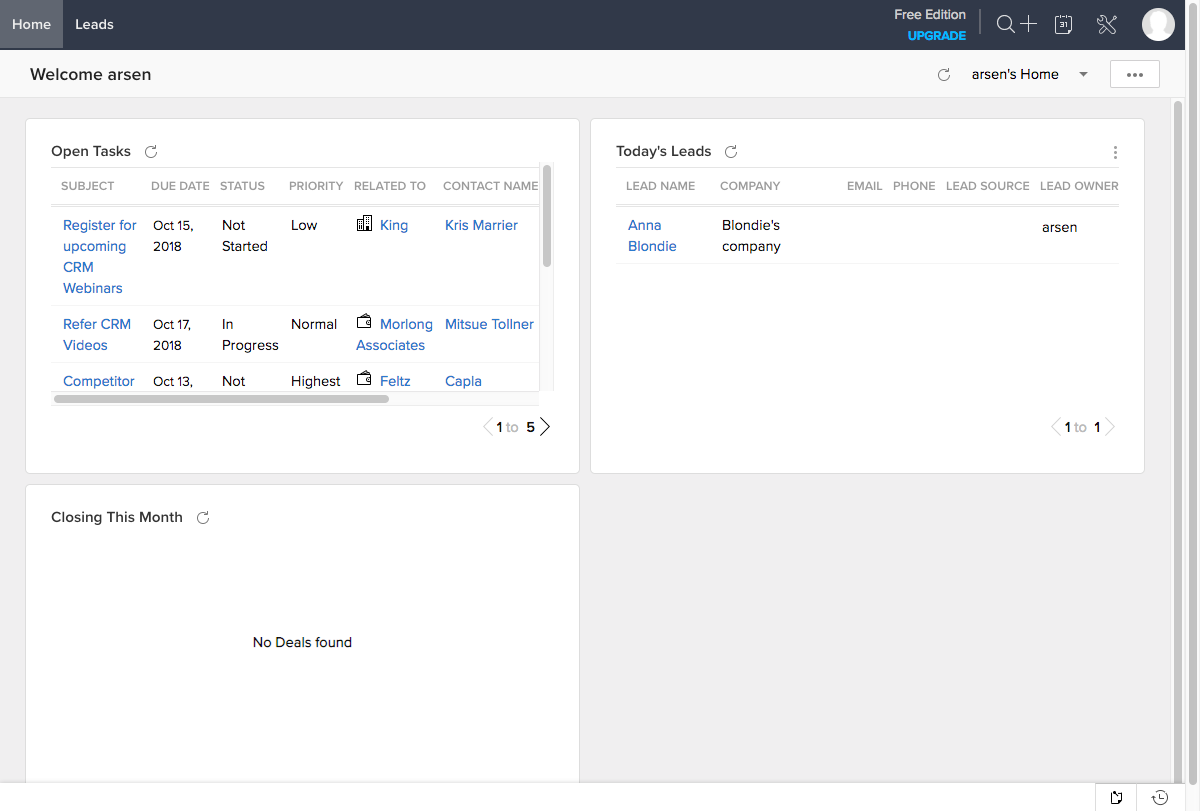 Home Leads Free Edition
UPGRADE
31
Welcome arsen arsen's Home
Open Tasks
SUBJECT DUE DATE STATUS PRIORITY RELATED TO CONTACT NAME
Register for Oct 15, Not Low King Kris Marrier
upcoming 2018 Started
CRM
Webinars
Refer CRM Oct 17, In Normal Morlong Mitsue Tollner
Videos 2018 Progress Associates
Competitor Oct 13, Not Highest Feltz Capla
1 to 5
Today's Leads
LEAD NAME COMPANY EMAIL PHONE LEAD SOURCE LEAD OWNER
Anna Blondie's arsen
Blondie company
1 to 1
Closing This Month
No Deals found